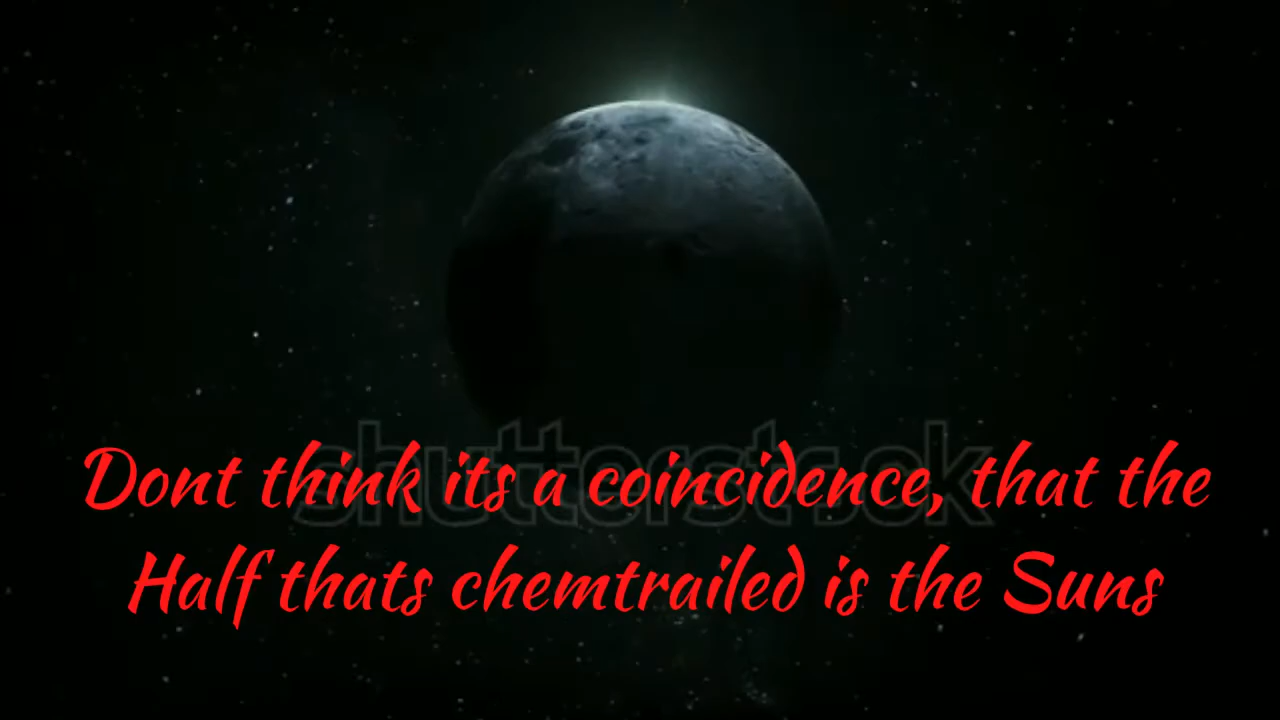 Dont think its a coincidence, that the
Half thats chemtrailed is the Suns
shutterstock